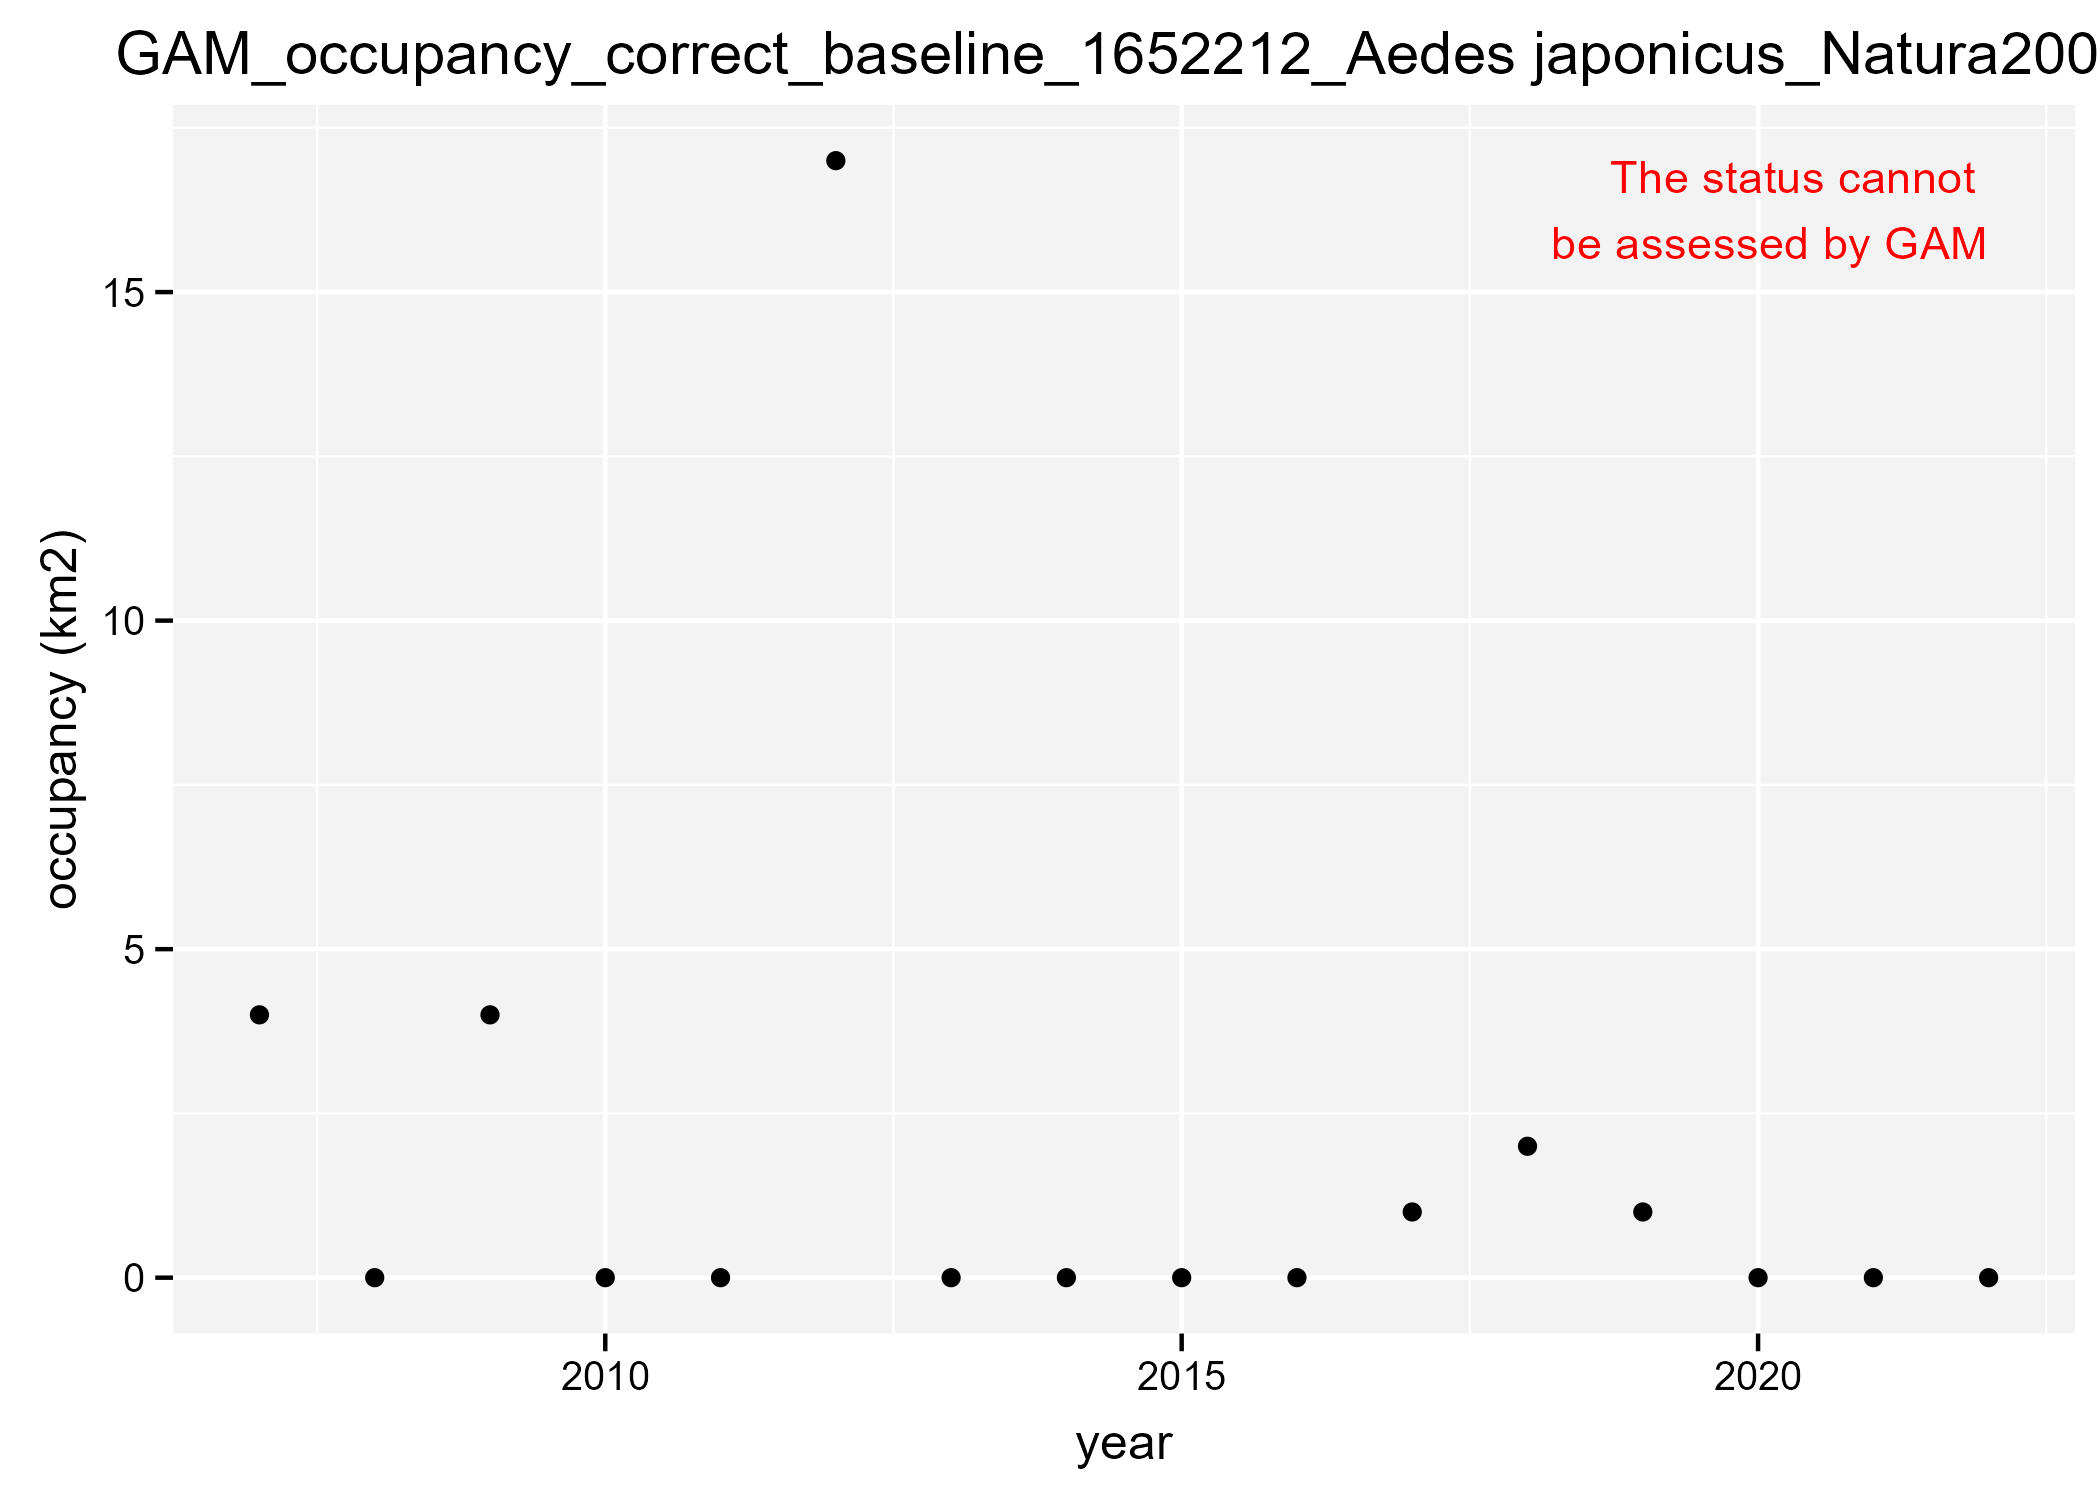 GAM_occupancy_correct_baseline_1652212_Aedes japonicus_Natura200
The status cannot
be assessed by GAM
15
10
5
0
occupancy (km2)
2010 2015 2020
year